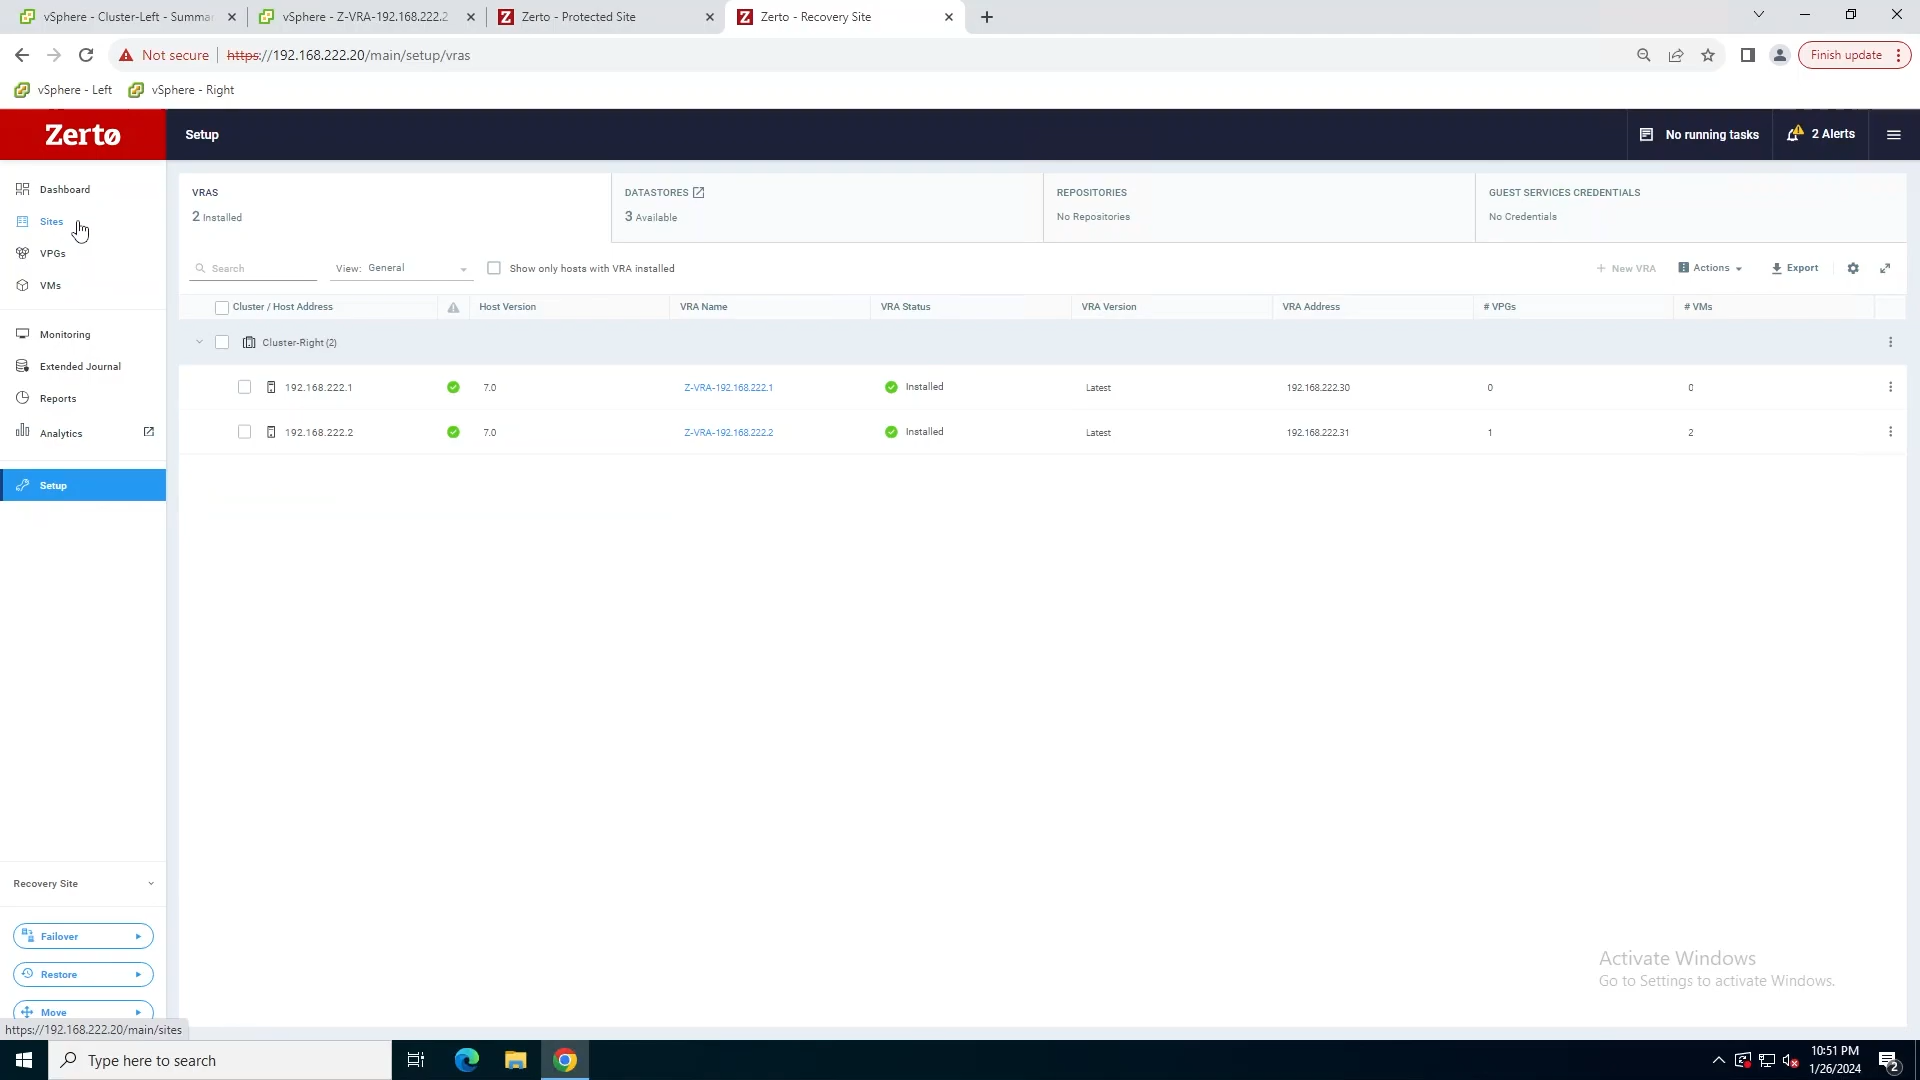 vSphere - Cluster-Left - Summar
vSphere - Z-VRA-192.168.222.2
Zerto - Protected Site
Zerto - Recovery Site
Not secure
https://192.168.222.20/main/setup/vras
Finish update
vSphere - Left
vSphere - Right
Zerto
Setup
No running tasks
2 Alerts
Dashboard
Sites
VPGs
VMs
Monitoring
Extended Journal
Reports
Analytics
Setup
VRAS
2 Installed
DATASTORES
3 Available
REPOSITORIES
No Repositories
GUEST SERVICES CREDENTIALS
No Credentials
Search
View: General
Show only hosts with VRA installed
+ New VRA
Actions
Export
Cluster / Host Address
Host Version
VRA Name
VRA Status
VRA Version
VRA Address
# VPGs
# VMs
Cluster-Right (2)
192.168.222.1 7.0 Z-VRA-192.168.222.1 Installed Latest 192.168.222.30 0 0
192.168.222.2 7.0 Z-VRA-192.168.222.2 Installed Latest 192.168.222.31 1 2
Recovery Site
Failover
Restore
Move
https://192.168.222.20/main/sites
Activate Windows
Go to Settings to activate Windows.
Type here to search
10:51 PM
1/26/2024
2